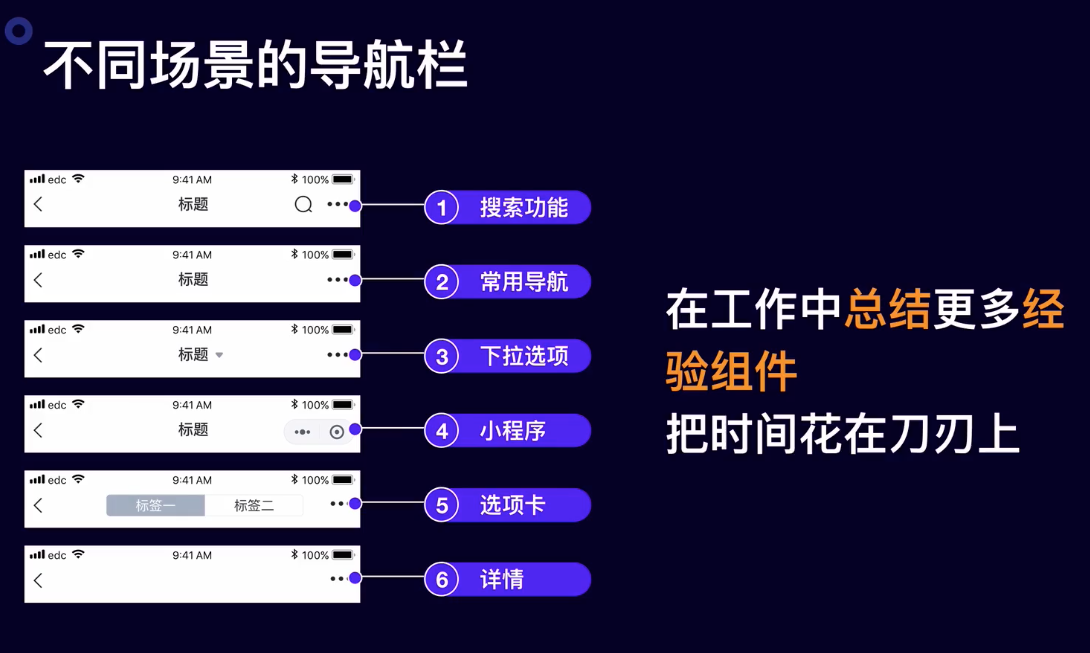 不同场景的导航栏
edc 9:41 AM 100%
标题
1 搜索功能
edc 9:41 AM 100%
标题
2 常用导航
edc 9:41 AM 100%
标题
3 下拉选项
edc 9:41 AM 100%
标题
4 小程序
edc 9:41 AM 100%
标签一 标签二
5 选项卡
edc 9:41 AM 100%
6 详情
在工作中总结更多经
验组件
把时间花在刀刃上